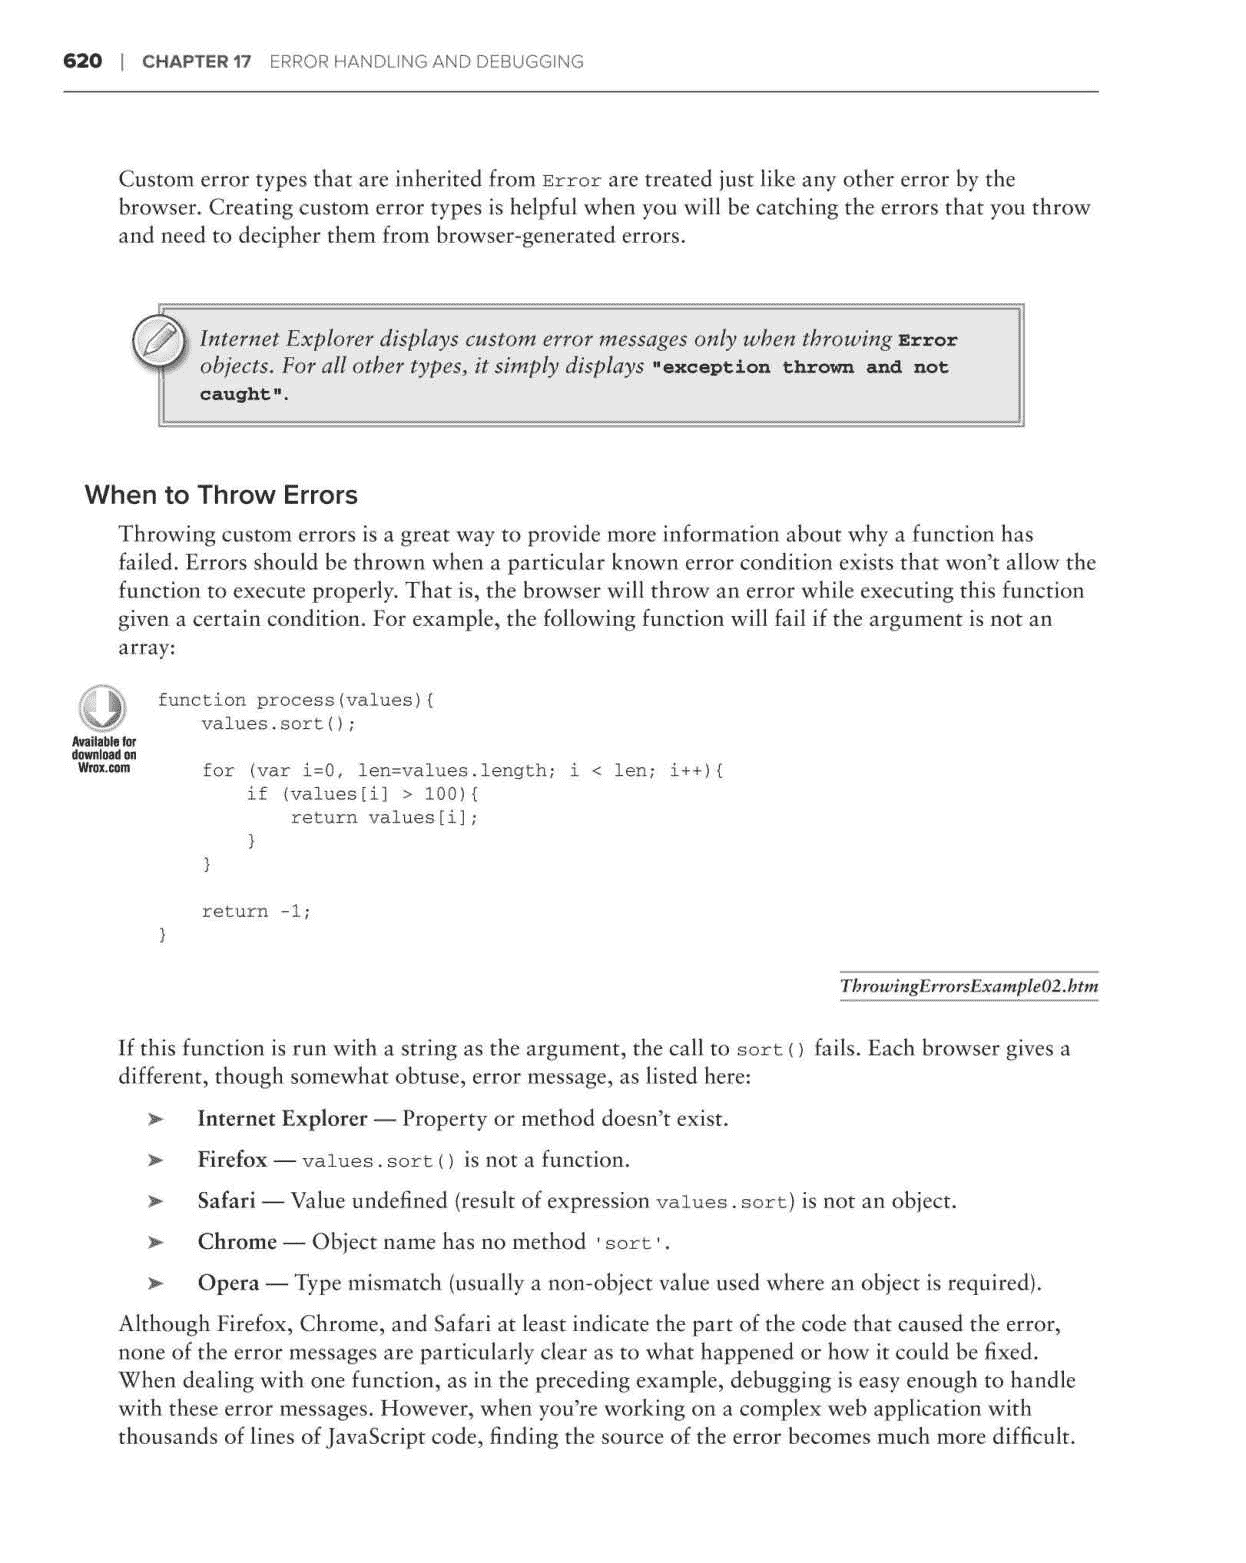 620 | CHAPTER 17 ERROR HANDLING AND DEBUGGING
Custom error types that are inherited from Error are treated just like any other error by the
browser. Creating custom error types is helpful when you will be catching the errors that you throw
and need to decipher them from browser-generated errors.
Internet Explorer displays custom error messages only when throwing Error
objects. For all other types, it simply displays "exception thrown and not
caught".
When to Throw Errors
Throwing custom errors is a great way to provide more information about why a function has
failed. Errors should be thrown when a particular known error condition exists that won't allow the
function to execute properly. That is, the browser will throw an error while executing this function
given a certain condition. For example, the following function will fail if the argument is not an
array:
Available for
download on
Wrox.com
function process(values){
    values.sort();
    for (var i=0, len=values.length; i < len; i++){
        if (values[i] > 100){
            return values[i];
        }
    }
    return -1;
}
ThrowingErrorsExample02.htm
If this function is run with a string as the argument, the call to sort() fails. Each browser gives a
different, though somewhat obtuse, error message, as listed here:
➤ Internet Explorer — Property or method doesn't exist.
➤ Firefox — values.sort() is not a function.
➤ Safari — Value undefined (result of expression values.sort) is not an object.
➤ Chrome — Object name has no method 'sort'.
➤ Opera — Type mismatch (usually a non-object value used where an object is required).
Although Firefox, Chrome, and Safari at least indicate the part of the code that caused the error,
none of the error messages are particularly clear as to what happened or how it could be fixed.
When dealing with one function, as in the preceding example, debugging is easy enough to handle
with these error messages. However, when you're working on a complex web application with
thousands of lines of JavaScript code, finding the source of the error becomes much more difficult.